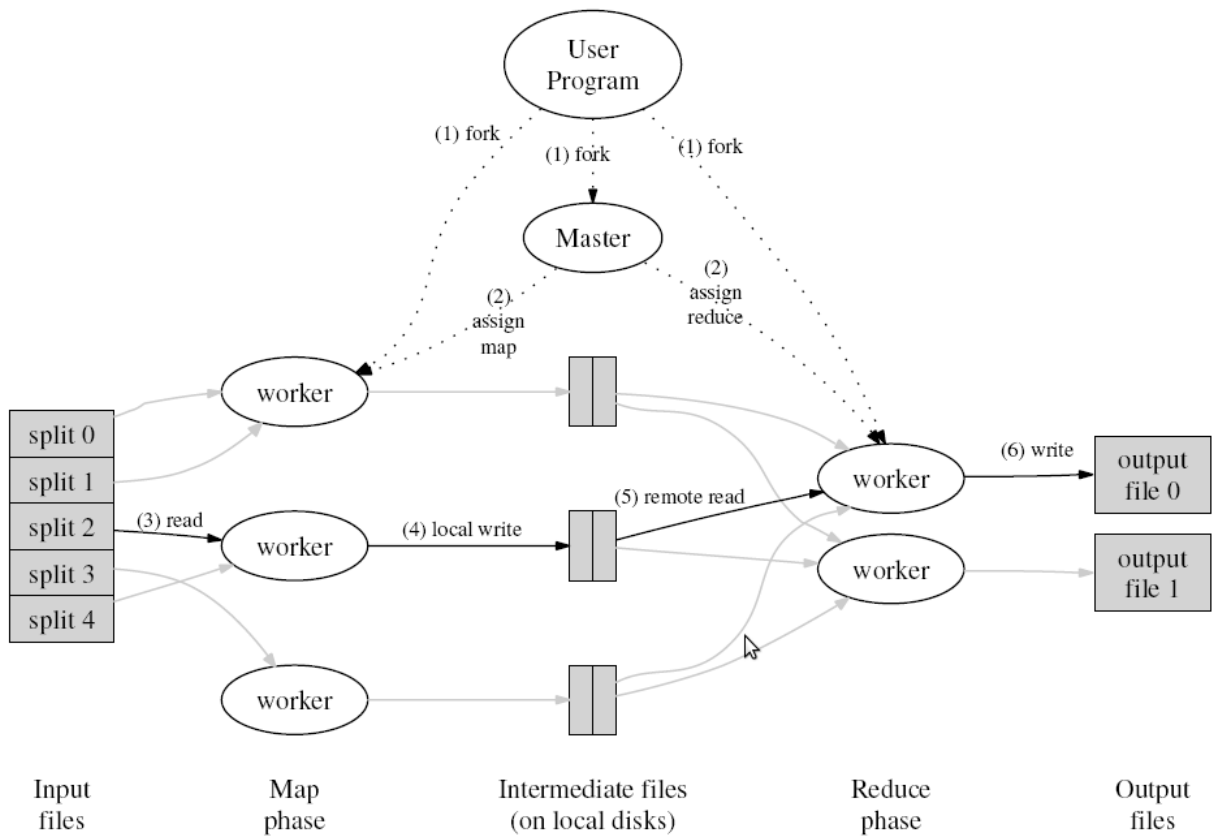 User
Program
(1) fork
(1) fork
(1) fork
Master
(2)
assign
map
(2)
assign
reduce
worker
split 0
split 1
split 2
split 3
split 4
(3) read
worker
(4) local write
(5) remote read
worker
(6) write
output
file 0
worker
output
file 1
worker
Input
files
Map
phase
Intermediate files
(on local disks)
Reduce
phase
Output
files